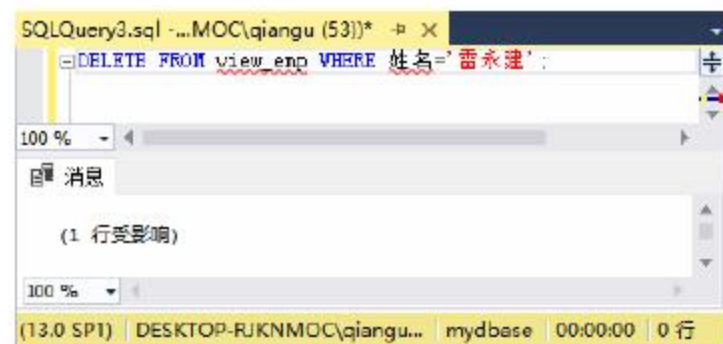 SQLQuery3.sql -...MOC\qiangu (53))*
DELETE FROM view_emp WHERE 姓名='雷永建';
100 %
消息
(1 行受影响)
100 %
(13.0 SP1) DESKTOP-RJKNMOC\qiangu... mydbase 00:00:00 0 行